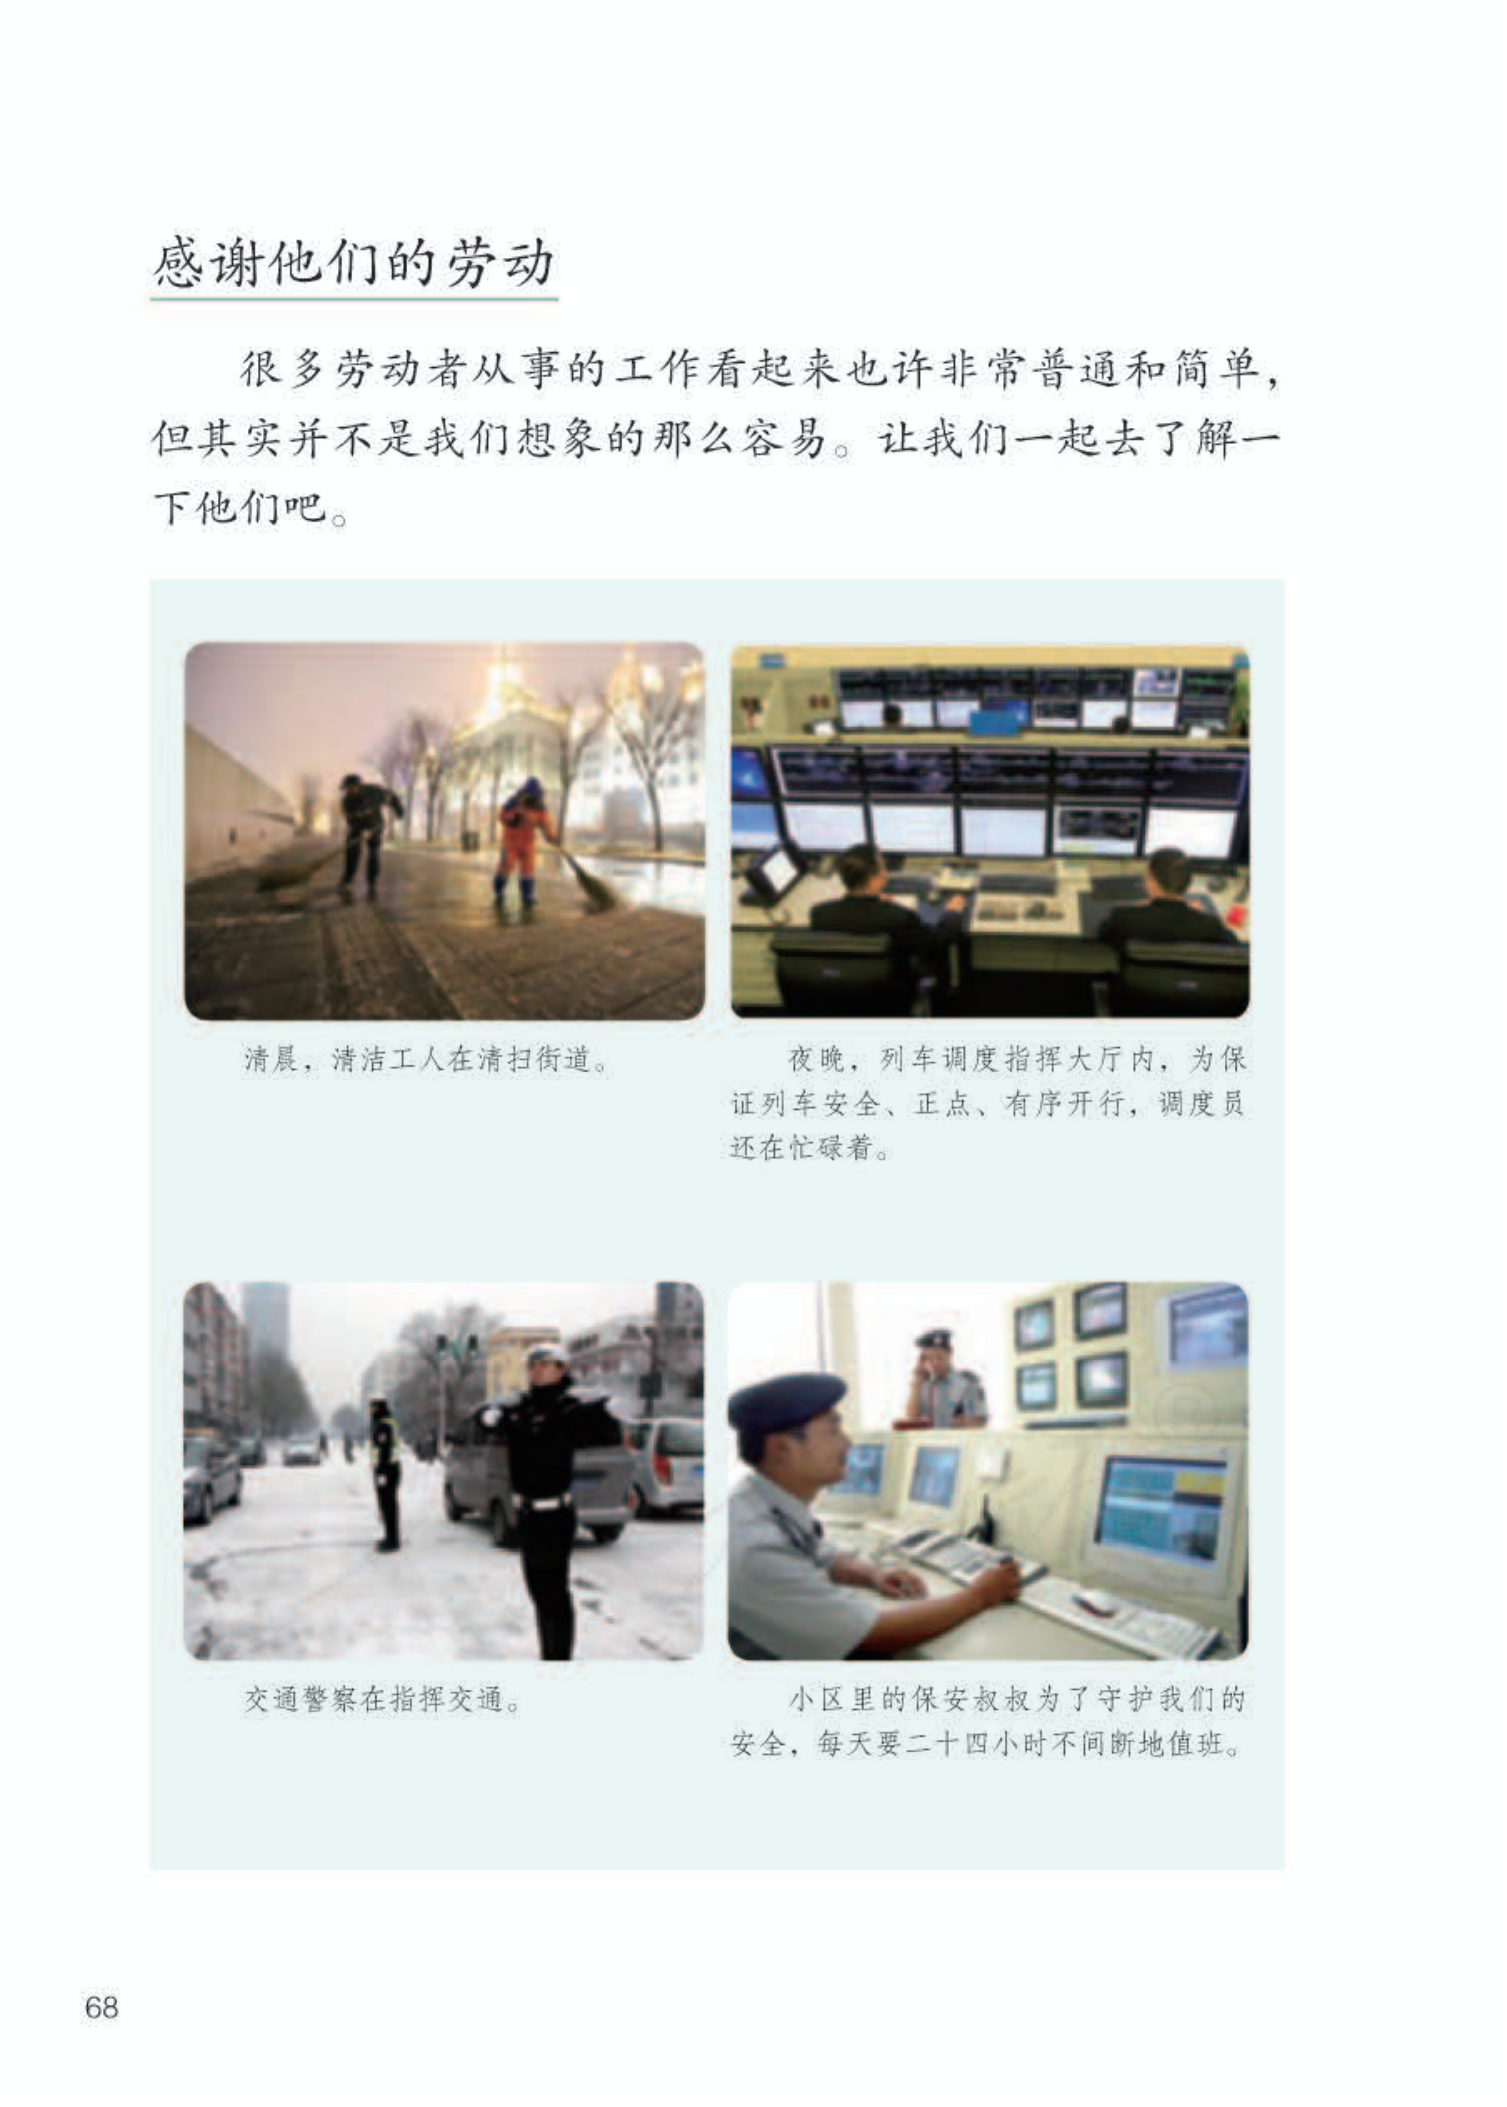 感谢他们的劳动
很多劳动者从事的工作看起来也许非常普通和简单，
但其实并不是我们想象的那么容易。让我们一起去了解一
下他们吧。
清晨，清洁工人在清扫街道。
夜晚，列车调度指挥大厅内，为保
证列车安全、正点、有序开行，调度员
还在忙碌着。
交通警察在指挥交通。
小区里的保安叔叔为了守护我们的
安全，每天要二十四小时不间断地值班。
68